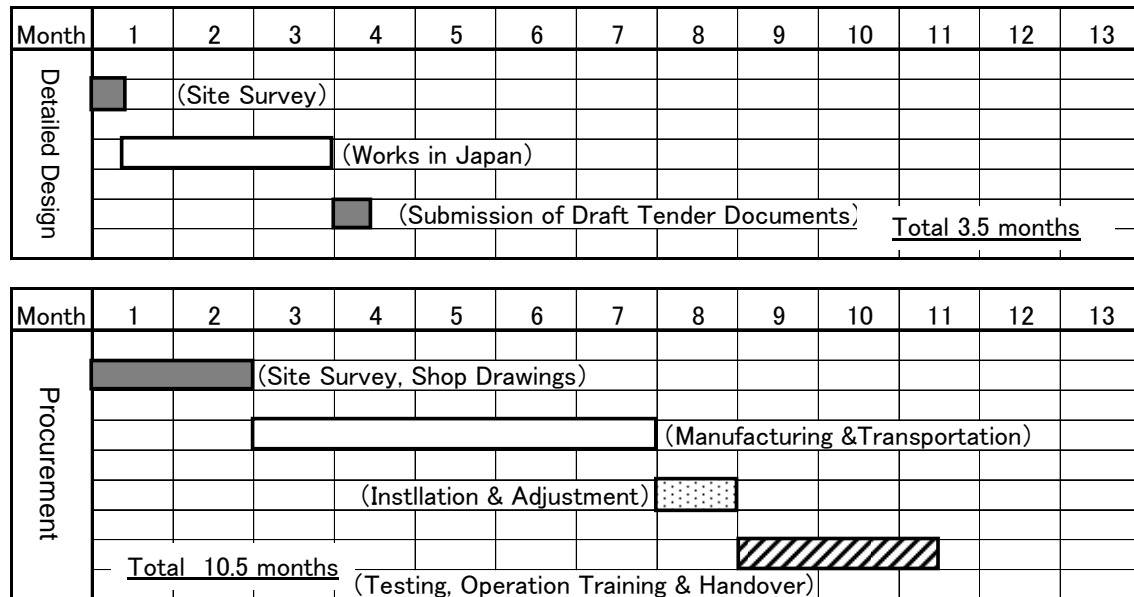 Month 1 2 3 4 5 6 7 8 9 10 11 12 13
Detailed Design
(Site Survey)
(Works in Japan)
(Submission of Draft Tender Documents)
Total 3.5 months
Month 1 2 3 4 5 6 7 8 9 10 11 12 13
Procurement
(Site Survey, Shop Drawings)
(Manufacturing &Transportation)
(Instllation & Adjustment)
Total 10.5 months
(Testing, Operation Training & Handover)